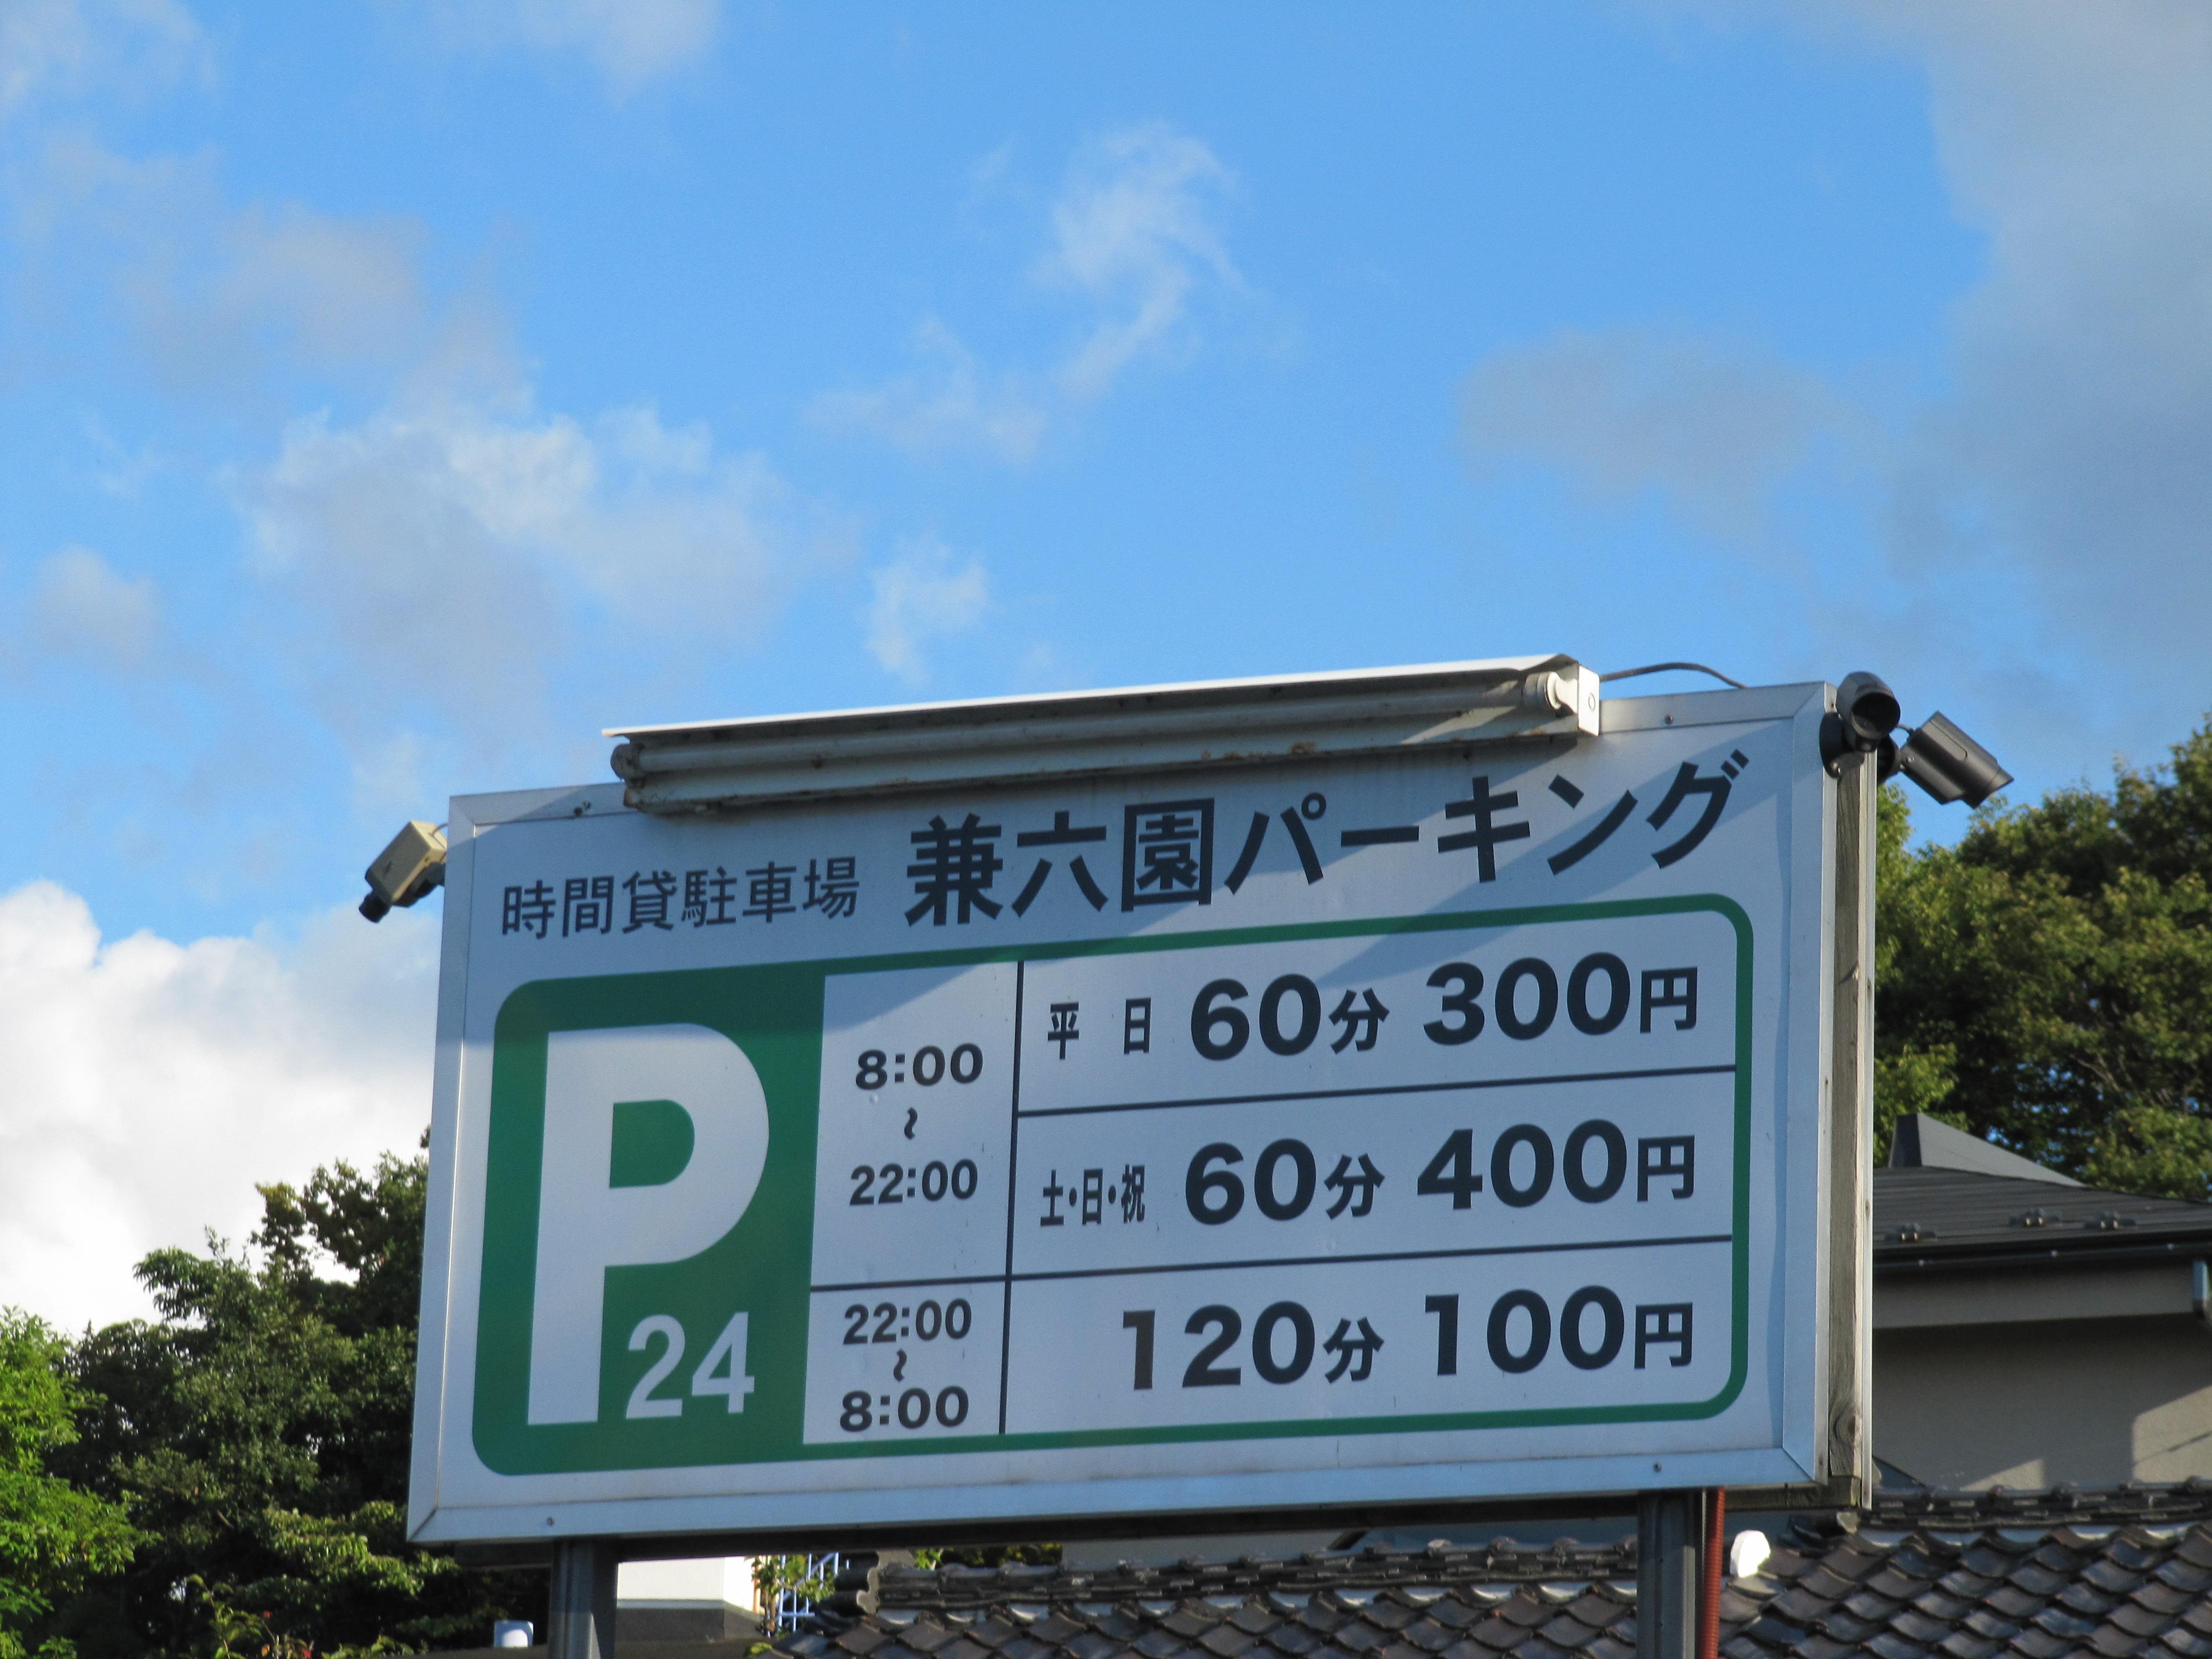 時間貸駐車場 兼六園パーキング
P24
8:00
~
22:00
平 日 60分 300円
土・日・祝 60分 400円
22:00
~
8:00
120分 100円